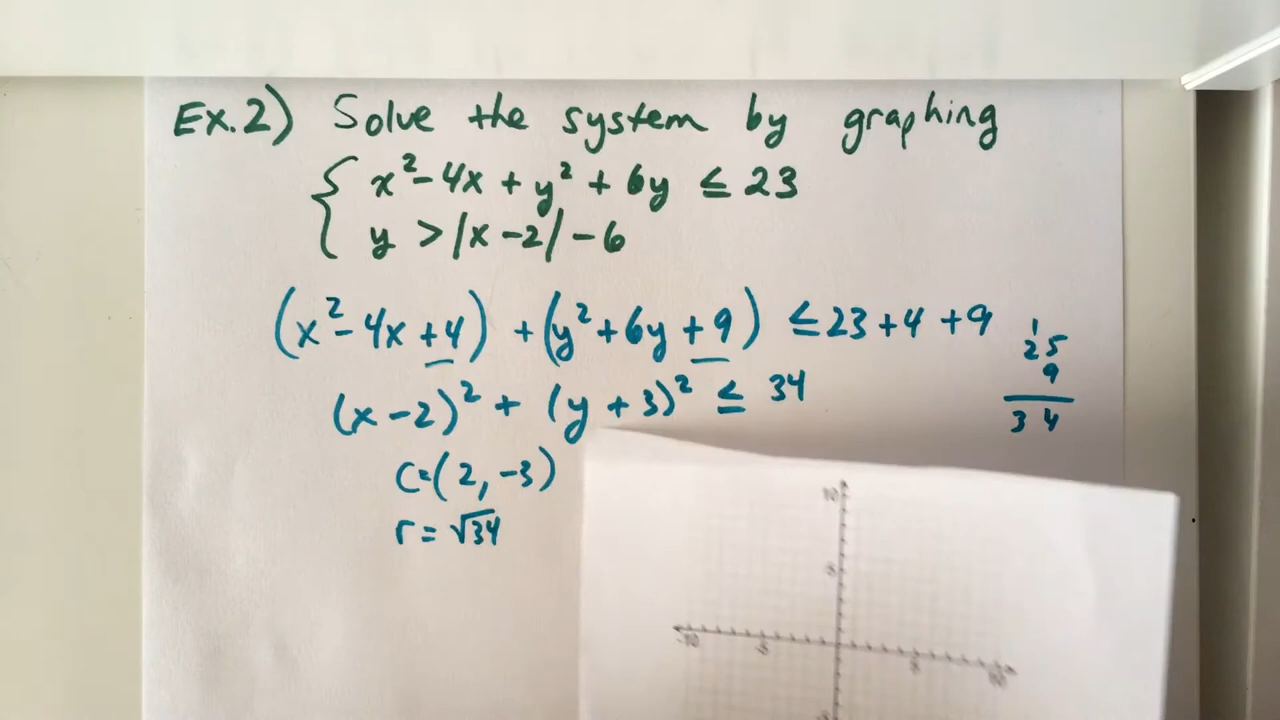 Ex.2) Solve the system by graphing
x²-4x + y² + 6y ≤ 23
y > |x-2| - 6
(x²-4x+4) + (y²+6y+9) ≤ 23+4+9
(x-2)² + (y+3)² ≤ 34
C=(2,-3)
r = √34
1
25
9
34
10
5
-10
-5
5
10